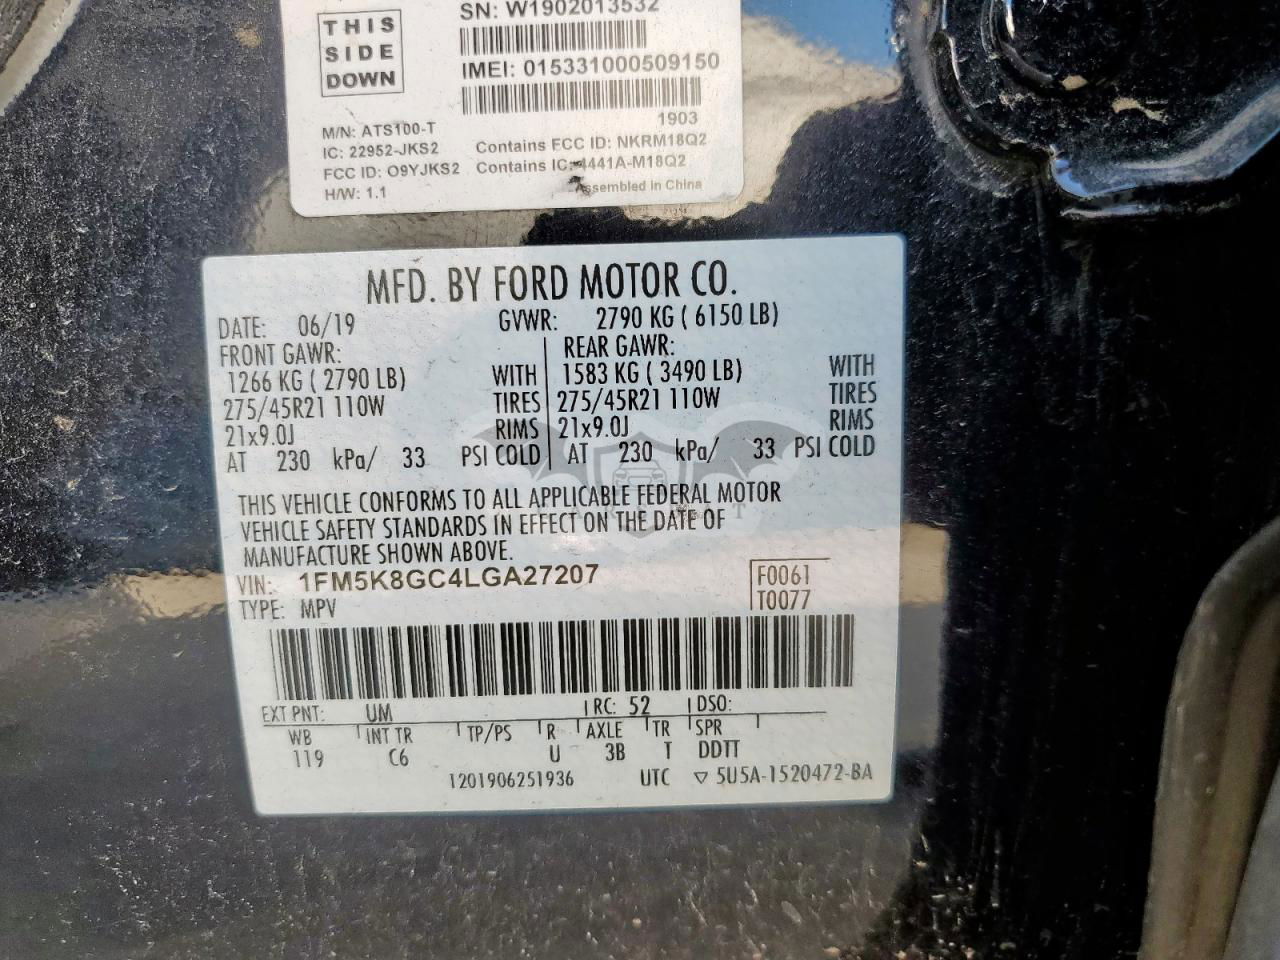 THIS
SIDE
DOWN
SN: W1902013532
IMEI: 015331000509150
1903
M/N: ATS100-T
IC: 22952-JKS2
FCC ID: O9YJKS2
H/W: 1.1
Contains FCC ID: NKRM18Q2
Contains IC: 4441A-M18Q2
Assembled In China
MFD. BY FORD MOTOR CO.
DATE: 06/19 GVWR: 2790 KG ( 6150 LB)
FRONT GAWR: REAR GAWR:
1266 KG ( 2790 LB) WITH 1583 KG ( 3490 LB) WITH
275/45R21 110W TIRES 275/45R21 110W TIRES
21x9.0J RIMS 21x9.0J RIMS
AT 230 kPa/ 33 PSI COLD AT 230 kPa/ 33 PSI COLD
THIS VEHICLE CONFORMS TO ALL APPLICABLE FEDERAL MOTOR
VEHICLE SAFETY STANDARDS IN EFFECT ON THE DATE OF
MANUFACTURE SHOWN ABOVE.
VIN: 1FM5K8GC4LGA27207 F0061
TYPE: MPV T0077
EXT PNT: UM RC: 52 DSO:
WB INT TR TP/PS R AXLE TR SPR
119 C6 U 3B T DDTT
1201906251936 UTC ▽ 5U5A-1520472-BA